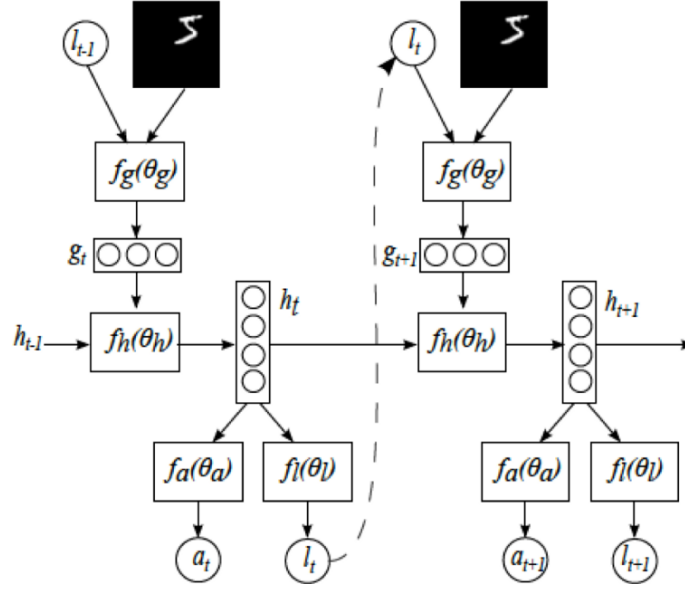 l_{t-1} l_t
f_g(θ_g) f_g(θ_g)
g_t g_{t+1}
h_t h_{t+1}
h_{t-1} f_h(θ_h) f_h(θ_h)
f_a(θ_a) f_l(θ_l) f_a(θ_a) f_l(θ_l)
a_t l_t a_{t+1} l_{t+1}